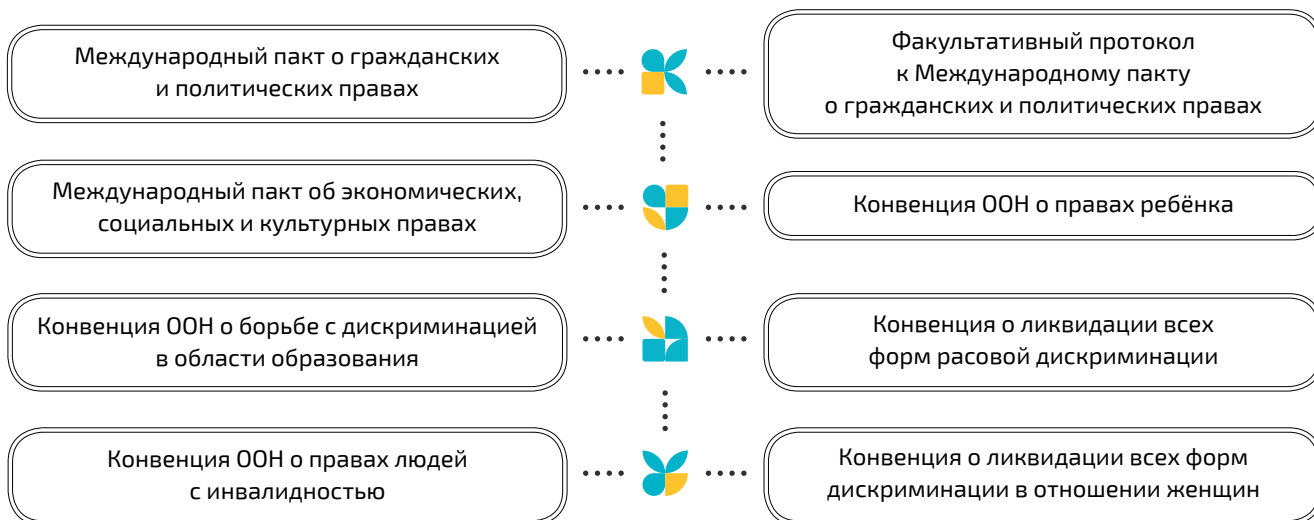 Международный пакт о гражданских
и политических правах
Факультативный протокол
к Международному пакту
о гражданских и политических правах
Международный пакт об экономических,
социальных и культурных правах
Конвенция ООН о правах ребёнка
Конвенция ООН о борьбе с дискриминацией
в области образования
Конвенция о ликвидации всех
форм расовой дискриминации
Конвенция ООН о правах людей
с инвалидностью
Конвенция о ликвидации всех форм
дискриминации в отношении женщин